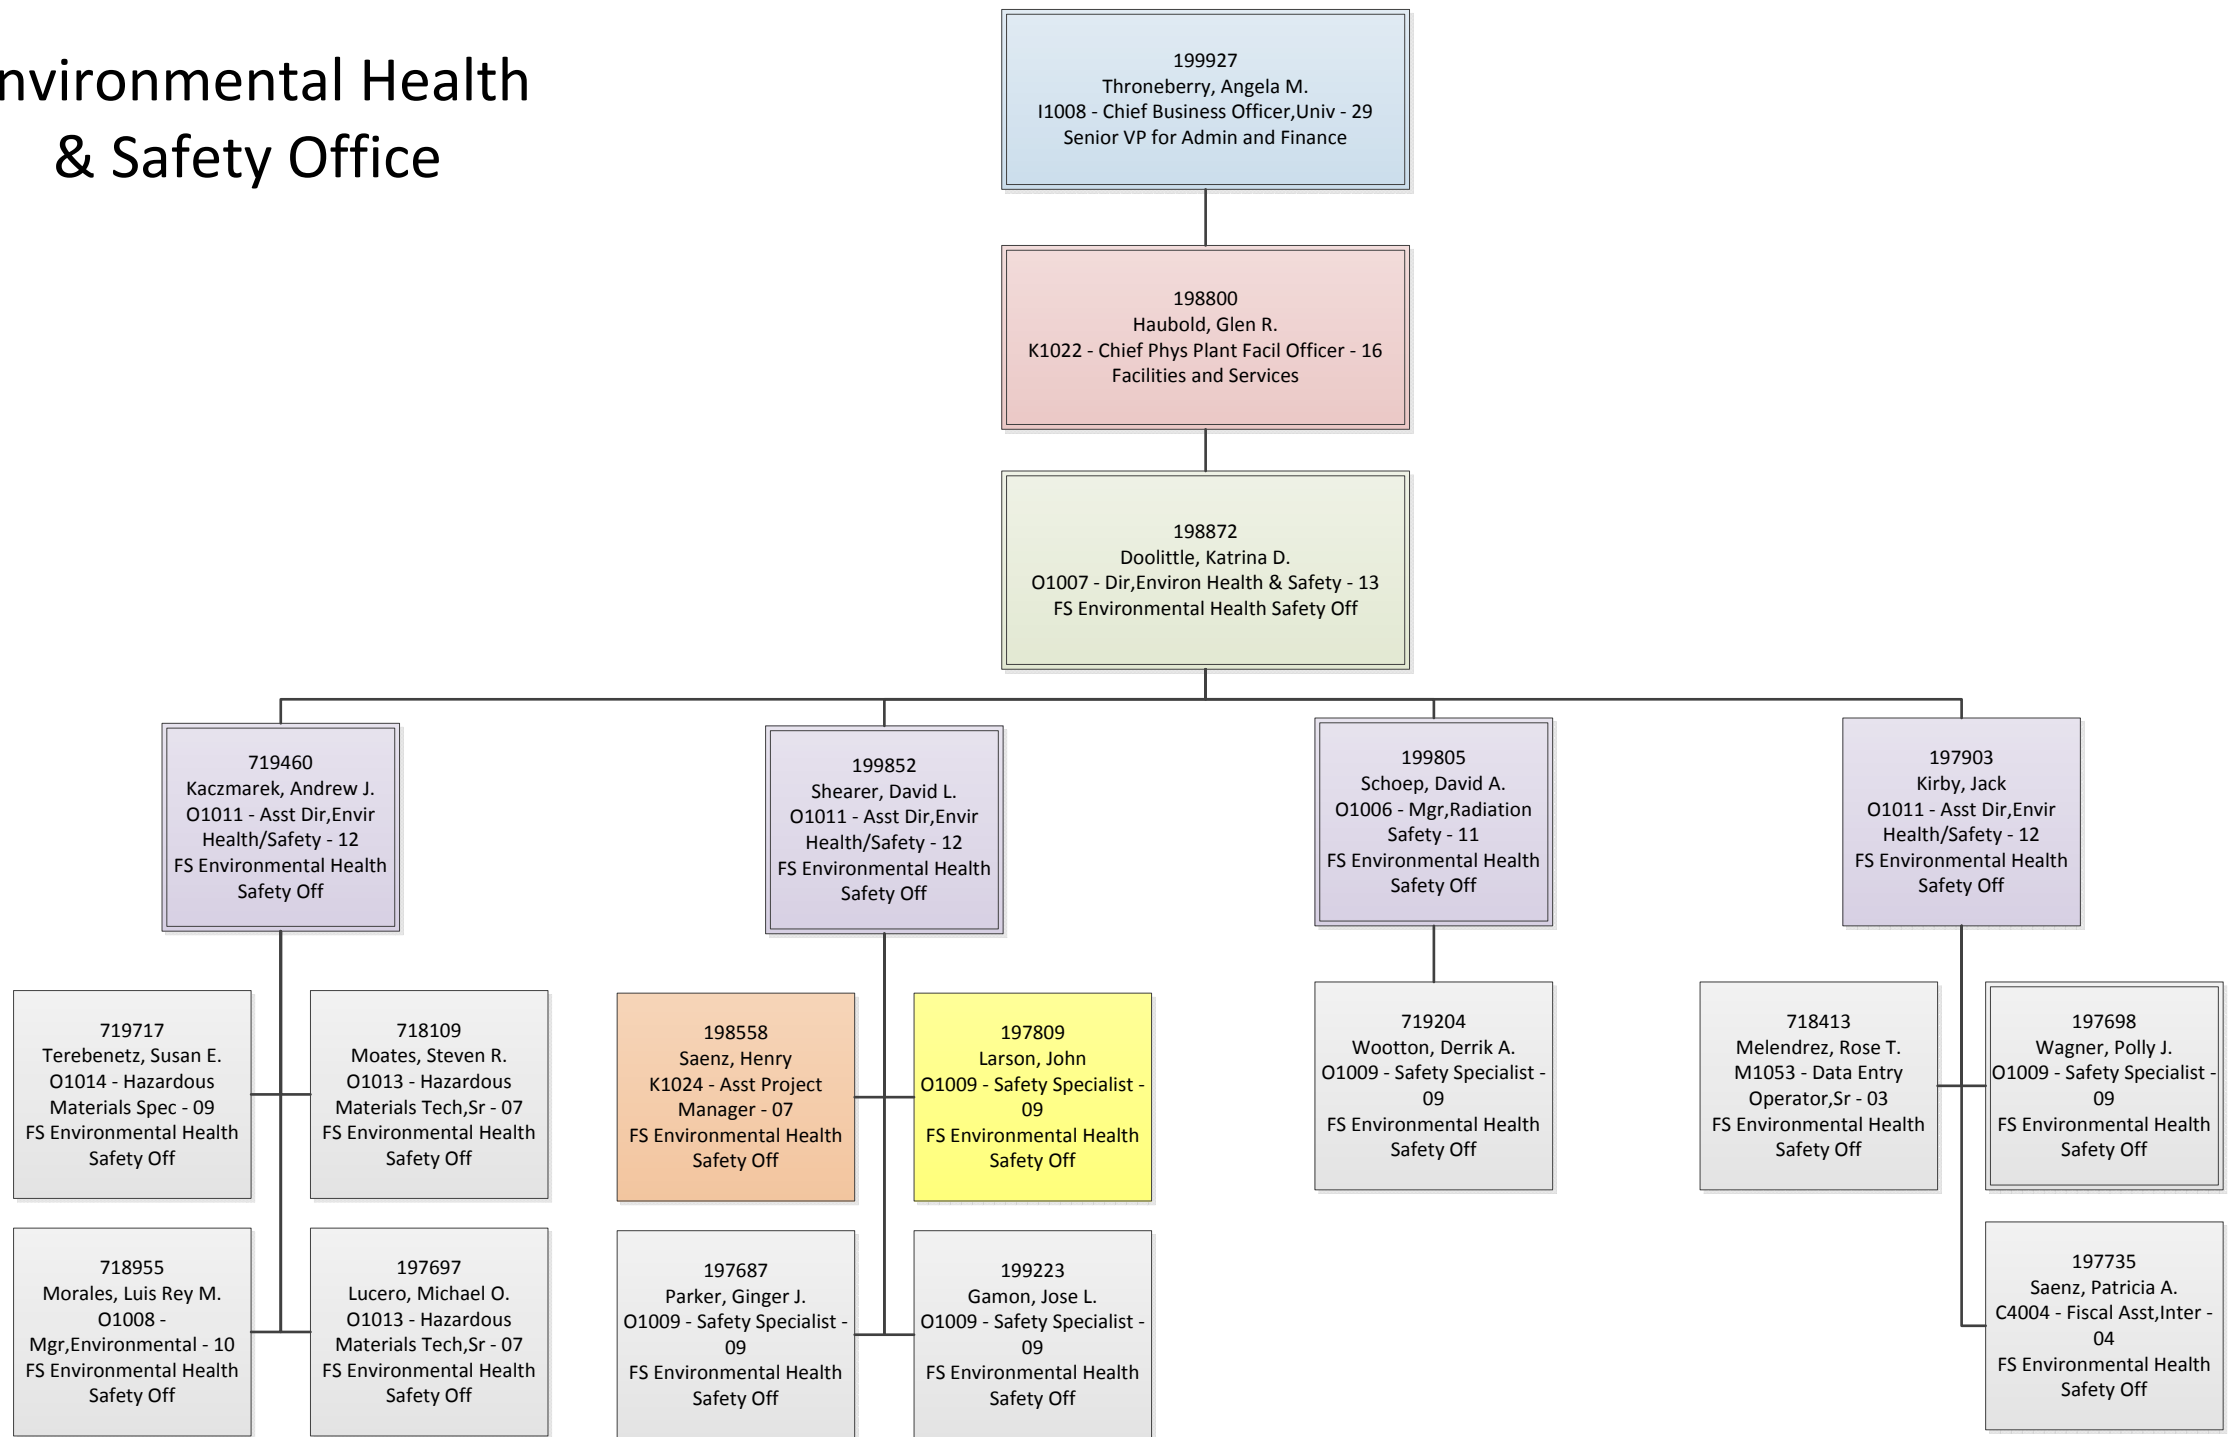 nvironmental Health
& Safety Office
199927
Throneberry, Angela M.
I1008 - Chief Business Officer,Univ - 29
Senior VP for Admin and Finance
198800
Haubold, Glen R.
K1022 - Chief Phys Plant Facil Officer - 16
Facilities and Services
198872
Doolittle, Katrina D.
O1007 - Dir,Environ Health & Safety - 13
FS Environmental Health Safety Off
719460
Kaczmarek, Andrew J.
O1011 - Asst Dir,Envir
Health/Safety - 12
FS Environmental Health
Safety Off
199852
Shearer, David L.
O1011 - Asst Dir,Envir
Health/Safety - 12
FS Environmental Health
Safety Off
199805
Schoep, David A.
O1006 - Mgr,Radiation
Safety - 11
FS Environmental Health
Safety Off
197903
Kirby, Jack
O1011 - Asst Dir,Envir
Health/Safety - 12
FS Environmental Health
Safety Off
719717
Terebenetz, Susan E.
O1014 - Hazardous
Materials Spec - 09
FS Environmental Health
Safety Off
718109
Moates, Steven R.
O1013 - Hazardous
Materials Tech,Sr - 07
FS Environmental Health
Safety Off
198558
Saenz, Henry
K1024 - Asst Project
Manager - 07
FS Environmental Health
Safety Off
197809
Larson, John
O1009 - Safety Specialist -
09
FS Environmental Health
Safety Off
719204
Wootton, Derrik A.
O1009 - Safety Specialist -
09
FS Environmental Health
Safety Off
718413
Melendrez, Rose T.
M1053 - Data Entry
Operator,Sr - 03
FS Environmental Health
Safety Off
197698
Wagner, Polly J.
O1009 - Safety Specialist -
09
FS Environmental Health
Safety Off
718955
Morales, Luis Rey M.
O1008 -
Mgr,Environmental - 10
FS Environmental Health
Safety Off
197697
Lucero, Michael O.
O1013 - Hazardous
Materials Tech,Sr - 07
FS Environmental Health
Safety Off
197687
Parker, Ginger J.
O1009 - Safety Specialist -
09
FS Environmental Health
Safety Off
199223
Gamon, Jose L.
O1009 - Safety Specialist -
09
FS Environmental Health
Safety Off
197735
Saenz, Patricia A.
C4004 - Fiscal Asst,Inter -
04
FS Environmental Health
Safety Off